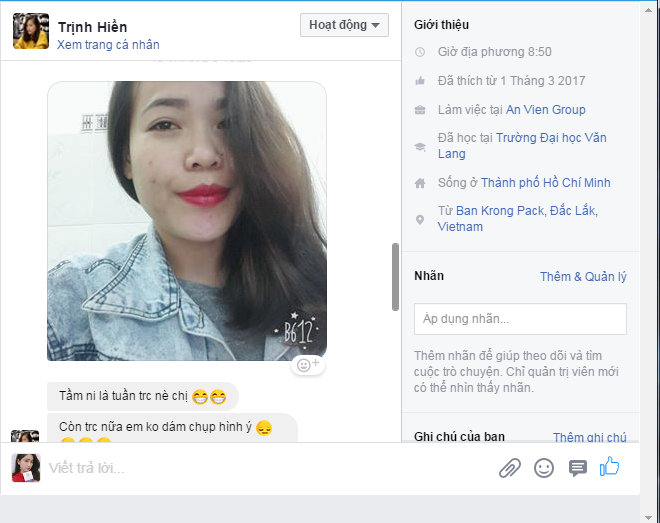 Trịnh Hiền
Xem trang cá nhân
Hoạt động
B612
Tầm ni là tuần trc nè chị 😁😁
Còn trc nữa em ko dám chụp hình ý 😞
Viết trả lời...
Giới thiệu
Giờ địa phương 8:50
Đã thích từ 1 Tháng 3 2017
Làm việc tại An Vien Group
Đã học tại Trường Đại học Văn
Lang
Sống ở Thành phố Hồ Chí Minh
Từ Ban Krong Pack, Đắc Lắk,
Vietnam
Nhãn
Thêm & Quản lý
Áp dụng nhãn...
Thêm nhãn để giúp theo dõi và tìm
cuộc trò chuyện. Chỉ quản trị viên mới
có thể nhìn thấy nhãn.
Ghi chú của bạn
Thêm ghi chú